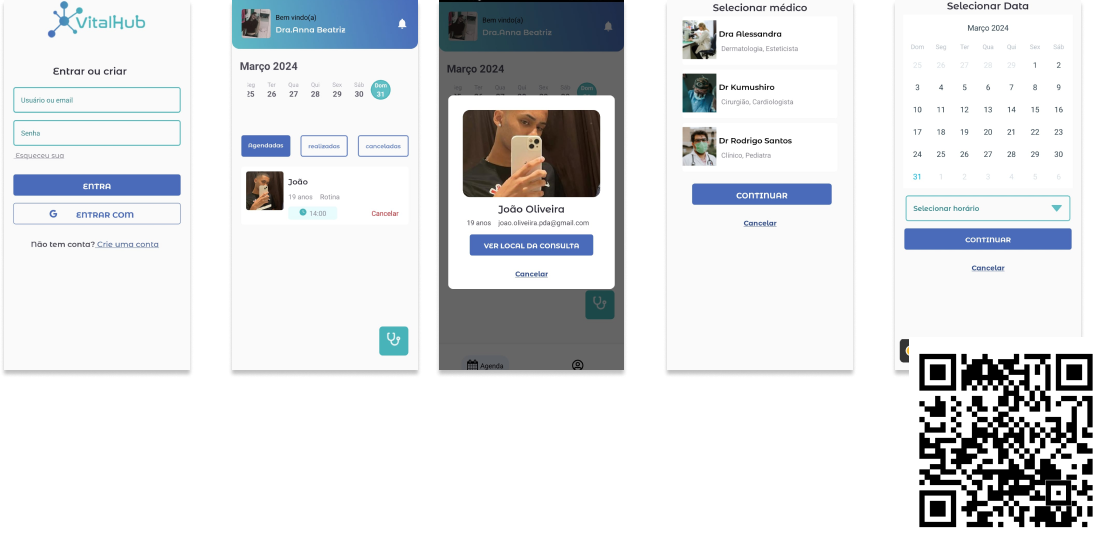 VitalHub
Entrar ou criar
Usuário ou email
Senha
Esqueceu sua
ENTRA
G ENTRAR COM
Não tem conta? Crie uma conta
Bem vindo(a)
Dra.Anna Beatriz
Março 2024
Ter Qua Qui Sex Sáb Dom
25 26 27 28 29 30 31
Agendadas realizadas canceladas
João
19 anos Rotina
14:00 Cancelar
Bem vindo(a)
Dra.Anna Beatriz
Março 2024
João Oliveira
19 anos joao.oliveira.pda@gmail.com
VER LOCAL DA CONSULTA
Cancelar
Agenda
Selecionar médico
Dra Alessandra
Dermatologia, Esteticista
Dr Kumushiro
Cirurgião, Cardiologista
Dr Rodrigo Santos
Clínico, Pediatra
CONTINUAR
Cancelar
Selecionar Data
Março 2024
Dom Seg Ter Qua Qui Sex Sáb
25 26 27 28 29 1 2
3 4 5 6 7 8 9
10 11 12 13 14 15 16
17 18 19 20 21 22 23
24 25 26 27 28 29 30
31 1 2 3 4 5 6
Selecionar horário
CONTINUAR
Cancelar